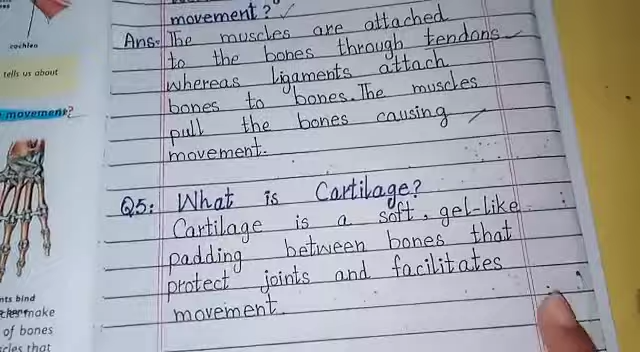 cochlea
tells us about
movement?
nts bind
cles make
of bones
scles that
movement?
Ans- The muscles are attached
to the bones through tendons
whereas ligaments attach
bones to bones. The muscles
pull the bones causing
movement.
Q5: What is Cartilage?
Cartilage is a soft, gel-like
padding between bones that
protect joints and facilitates
movement.